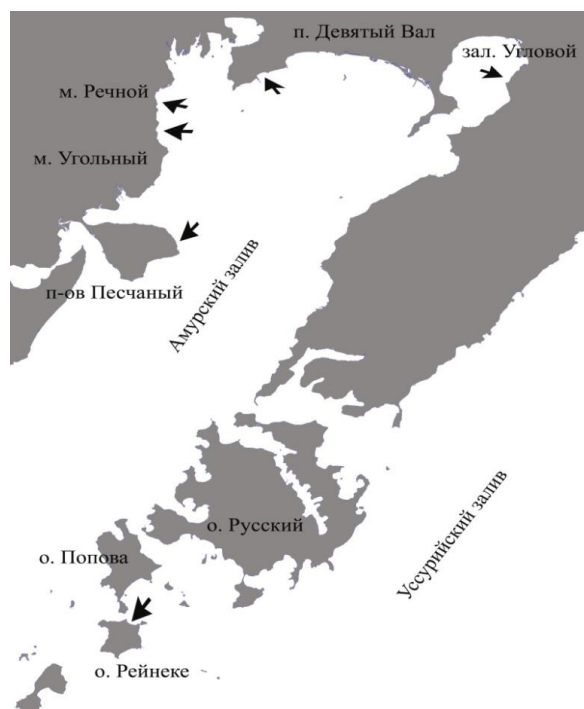 п. Девятый Вал
зал. Угловой
м. Речной
м. Угольный
п-ов Песчаный
Амурский залив
Уссурийский залив
о. Русский
о. Попова
о. Рейнеке